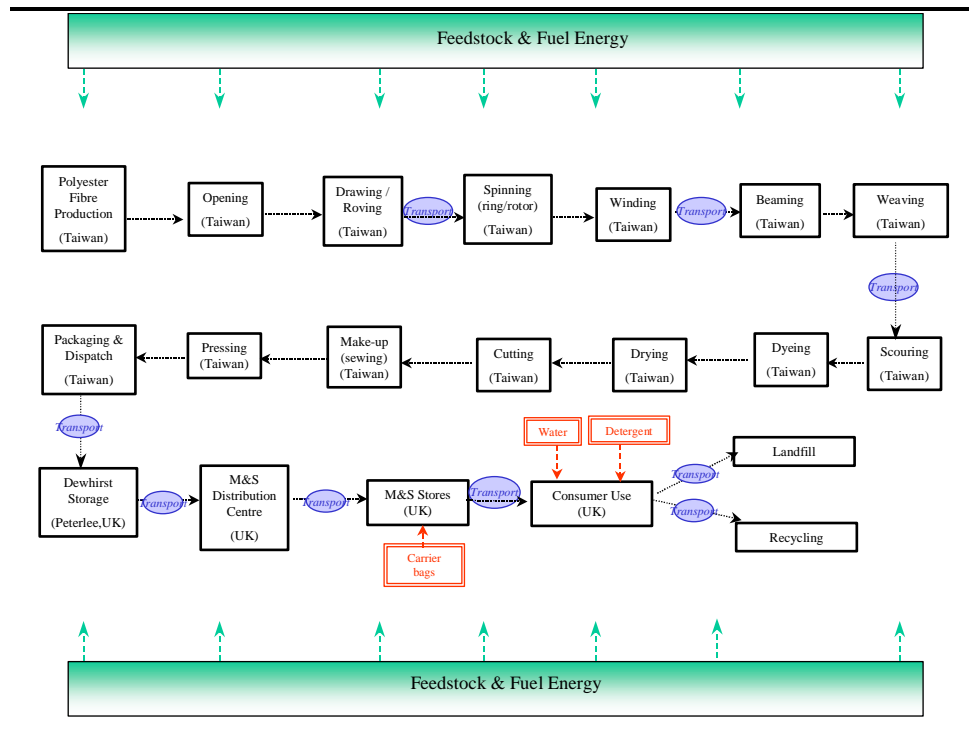 Feedstock & Fuel Energy
Polyester
Fibre
Production
(Taiwan)
Opening
(Taiwan)
Drawing /
Roving
(Taiwan)
Transport
Spinning
(ring/rotor)
(Taiwan)
Winding
(Taiwan)
Transport
Beaming
(Taiwan)
Weaving
(Taiwan)
Transport
Packaging &
Dispatch
(Taiwan)
Pressing
(Taiwan)
Make-up
(sewing)
(Taiwan)
Cutting
(Taiwan)
Drying
(Taiwan)
Dyeing
(Taiwan)
Scouring
(Taiwan)
Transport
Water
Detergent
Dewhirst
Storage
(Peterlee,UK)
Transport
M&S
Distribution
Centre
(UK)
Transport
M&S Stores
(UK)
Transport
Consumer Use
(UK)
Transport
Landfill
Transport
Recycling
Carrier
bags
Feedstock & Fuel Energy